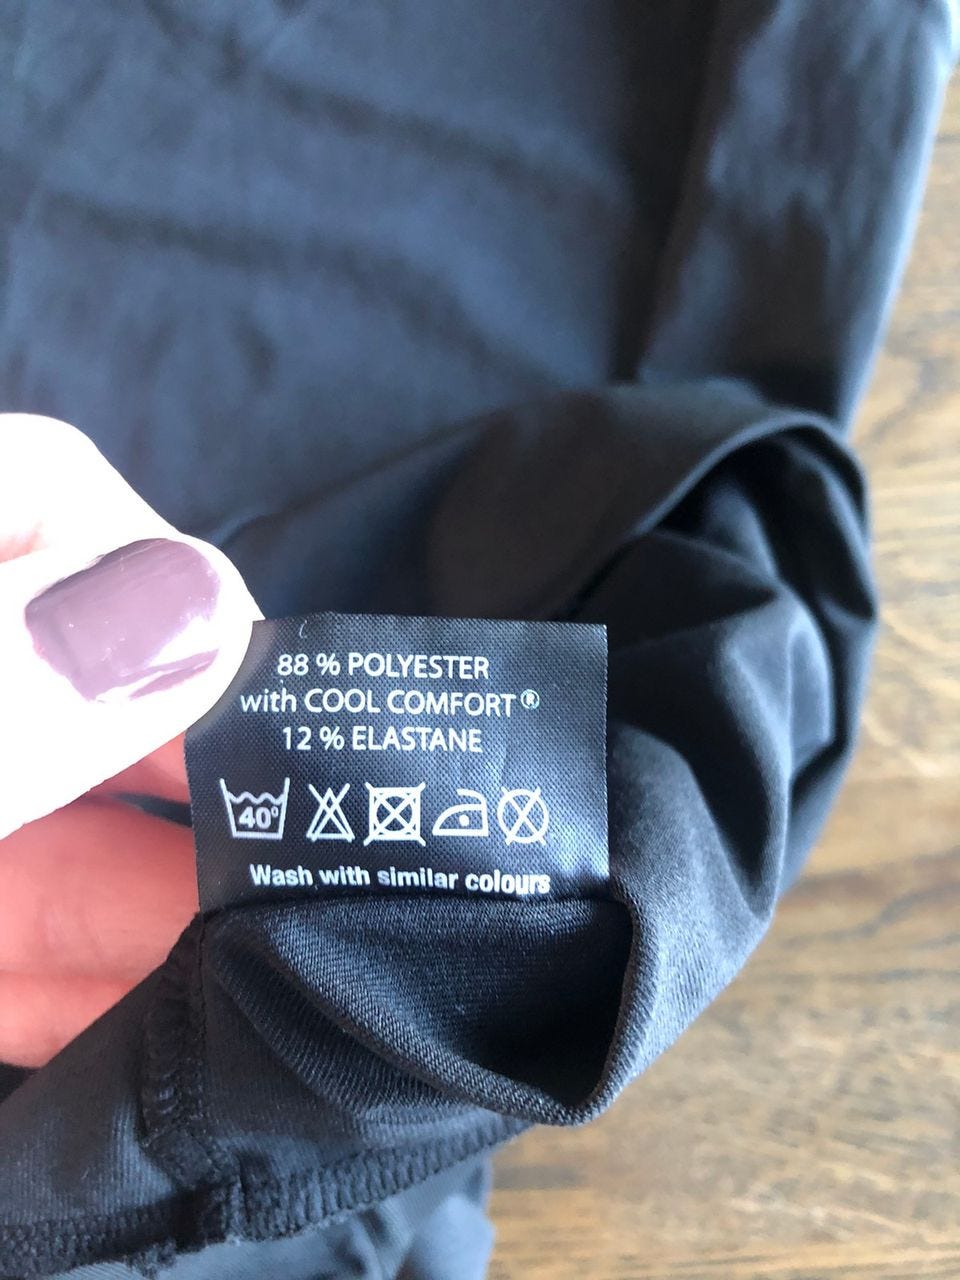 88 % POLYESTER
with COOL COMFORT®
12 % ELASTANE
40°
Wash with similar colours